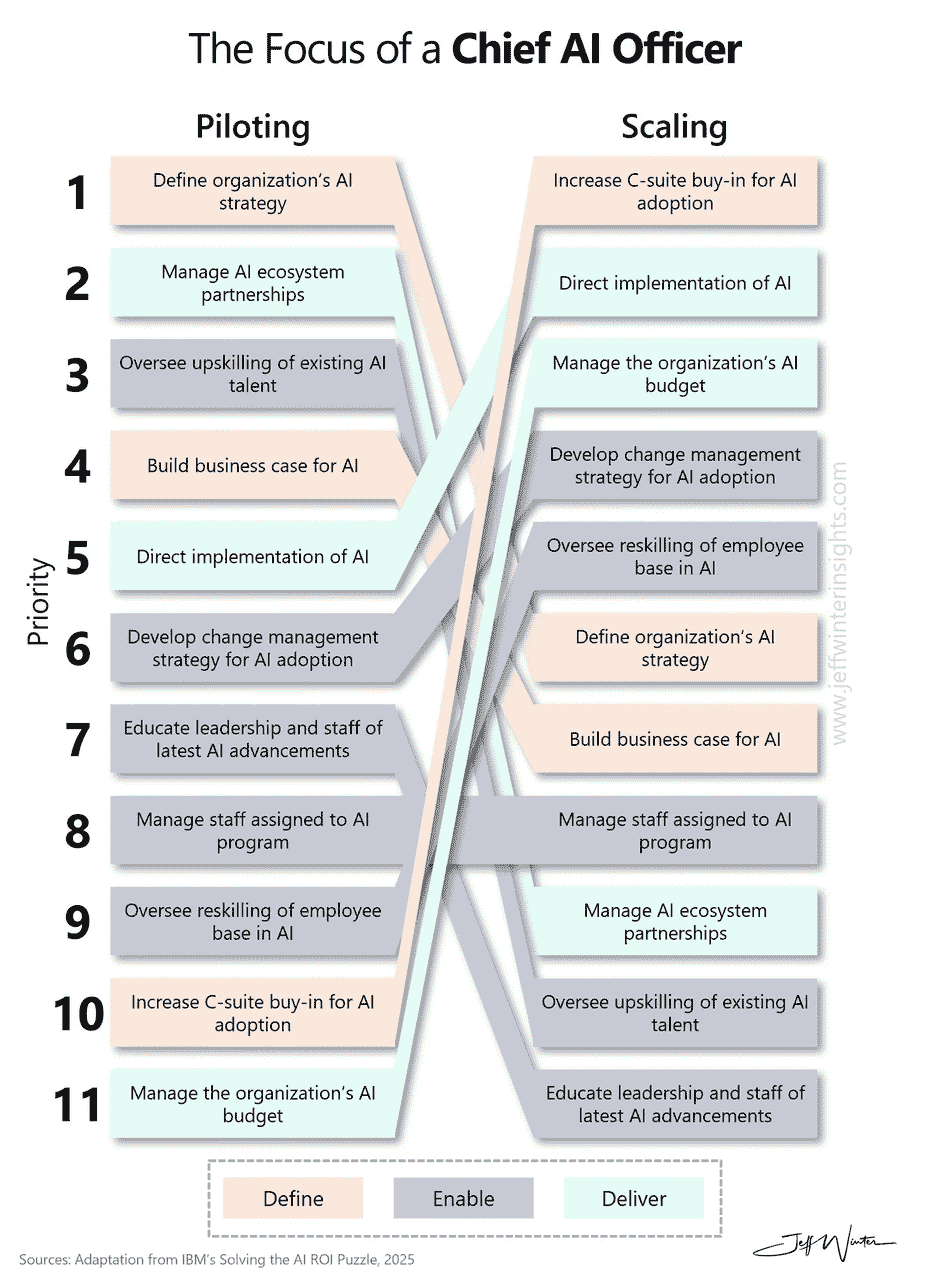 The Focus of a Chief AI Officer
Piloting
Scaling
Priority
1
Define organization's AI
strategy
Increase C-suite buy-in for AI
adoption
2
Manage AI ecosystem
partnerships
Direct implementation of AI
3
Oversee upskilling of existing AI
talent
Manage the organization's AI
budget
4
Build business case for AI
Develop change management
strategy for AI adoption
5
Direct implementation of AI
Oversee reskilling of employee
base in AI
6
Develop change management
strategy for AI adoption
Define organization's AI
strategy
7
Educate leadership and staff of
latest AI advancements
Build business case for AI
8
Manage staff assigned to AI
program
Manage staff assigned to AI
program
9
Oversee reskilling of employee
base in AI
Manage AI ecosystem
partnerships
10
Increase C-suite buy-in for AI
adoption
Oversee upskilling of existing AI
talent
11
Manage the organization's AI
budget
Educate leadership and staff of
latest AI advancements
www.jeffwinterinsights.com
Define
Enable
Deliver
Sources: Adaptation from IBM's Solving the AI ROI Puzzle, 2025
Jeff Winter